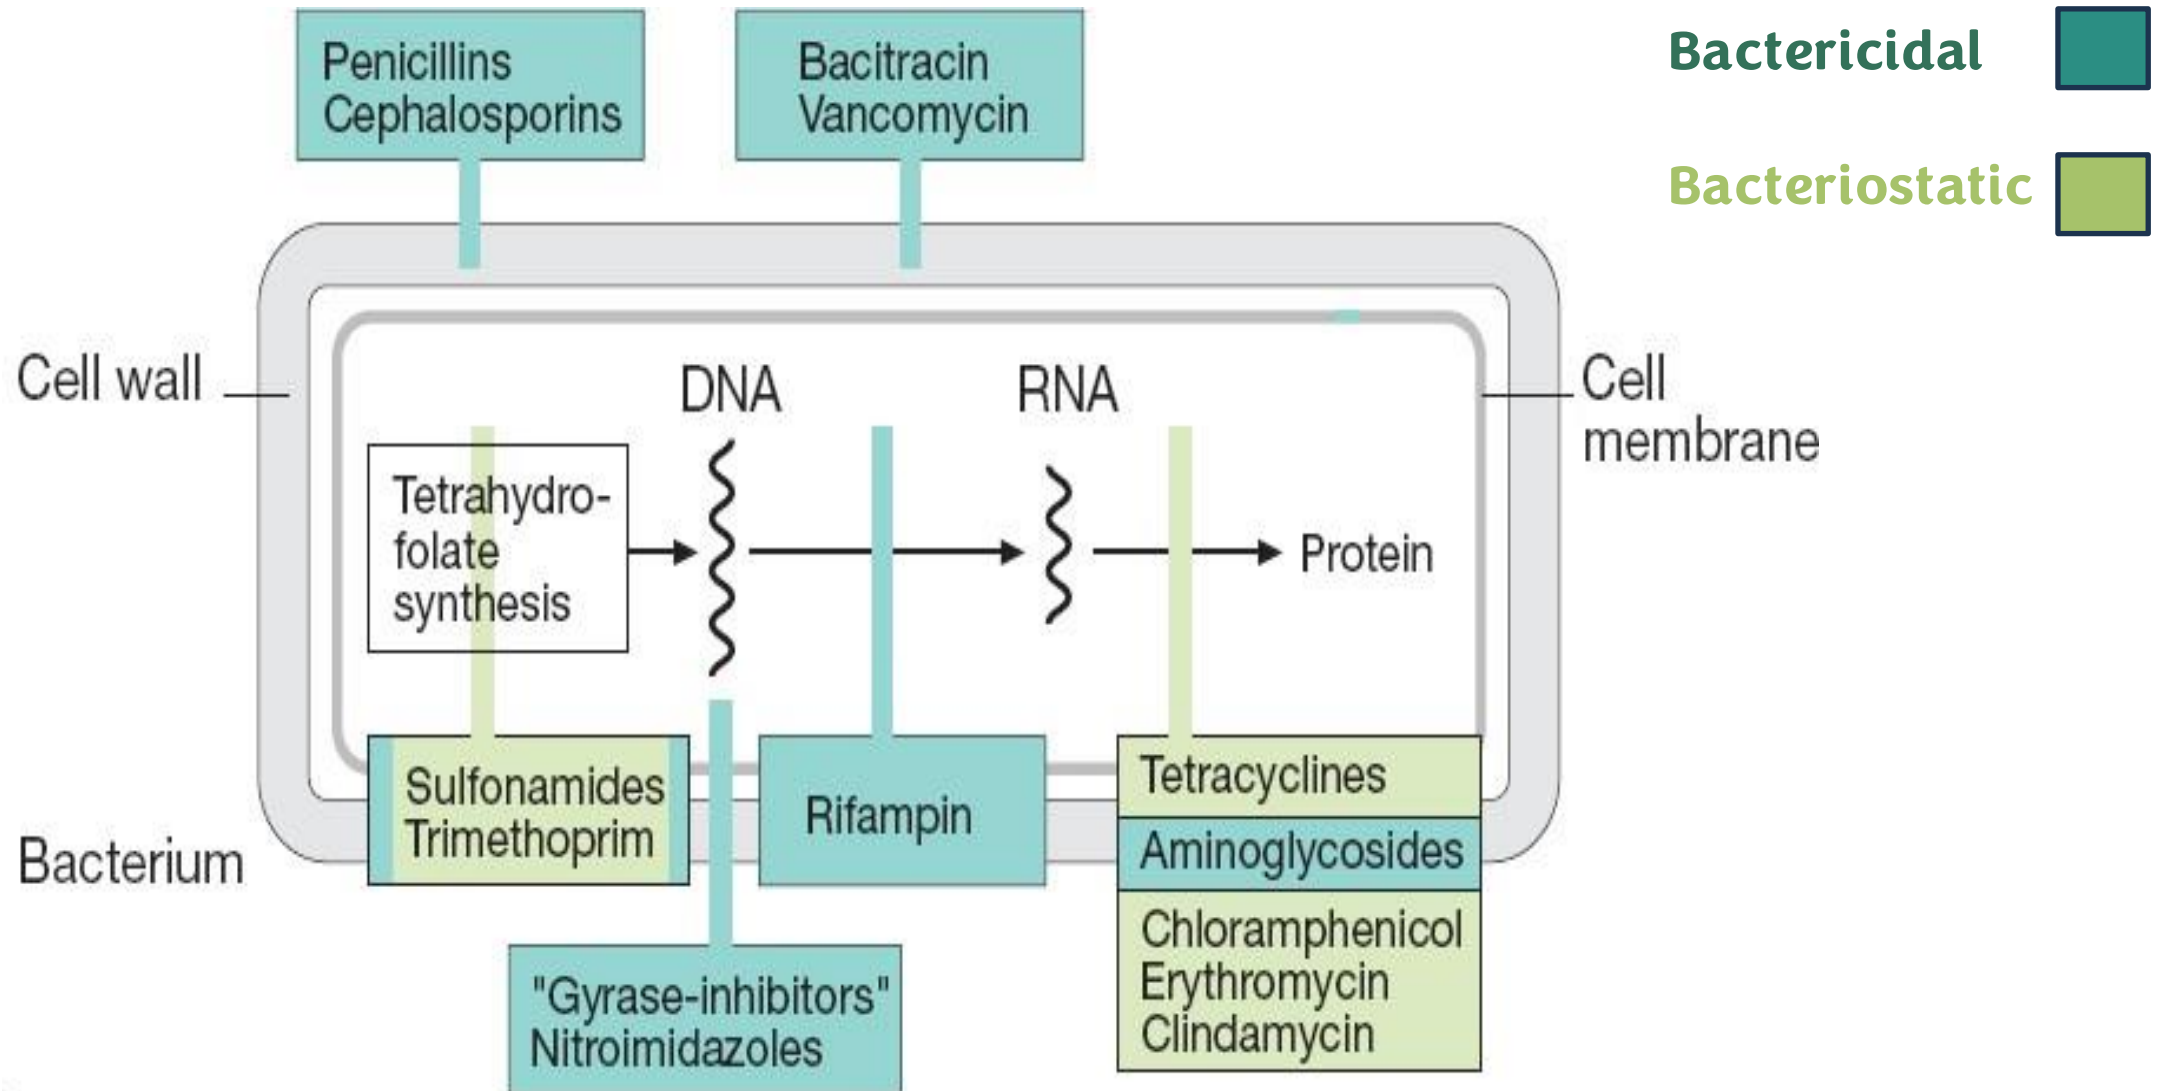 Penicillins
Cephalosporins
Bacitracin
Vancomycin
Bactericidal
Bacteriostatic
Cell wall
Cell
membrane
DNA
RNA
Tetrahydro-
folate
synthesis
Protein
Sulfonamides
Trimethoprim
Rifampin
Tetracyclines
Aminoglycosides
Chloramphenicol
Erythromycin
Clindamycin
Bacterium
"Gyrase-inhibitors"
Nitroimidazoles